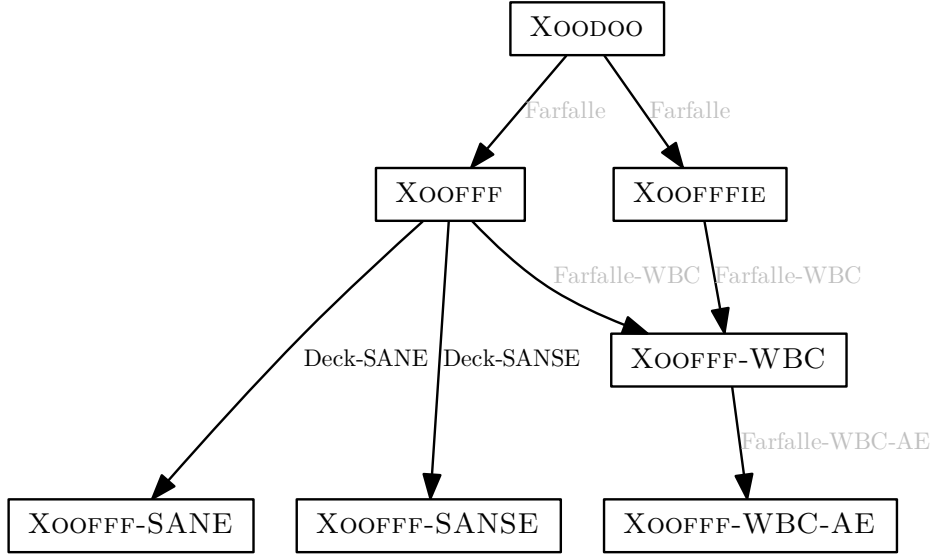 Xoodoo
Farfalle Farfalle
Xoofff Xoofffie
Farfalle-WBC Farfalle-WBC
Deck-SANE Deck-SANSE
Xoofff-WBC
Farfalle-WBC-AE
Xoofff-SANE Xoofff-SANSE Xoofff-WBC-AE